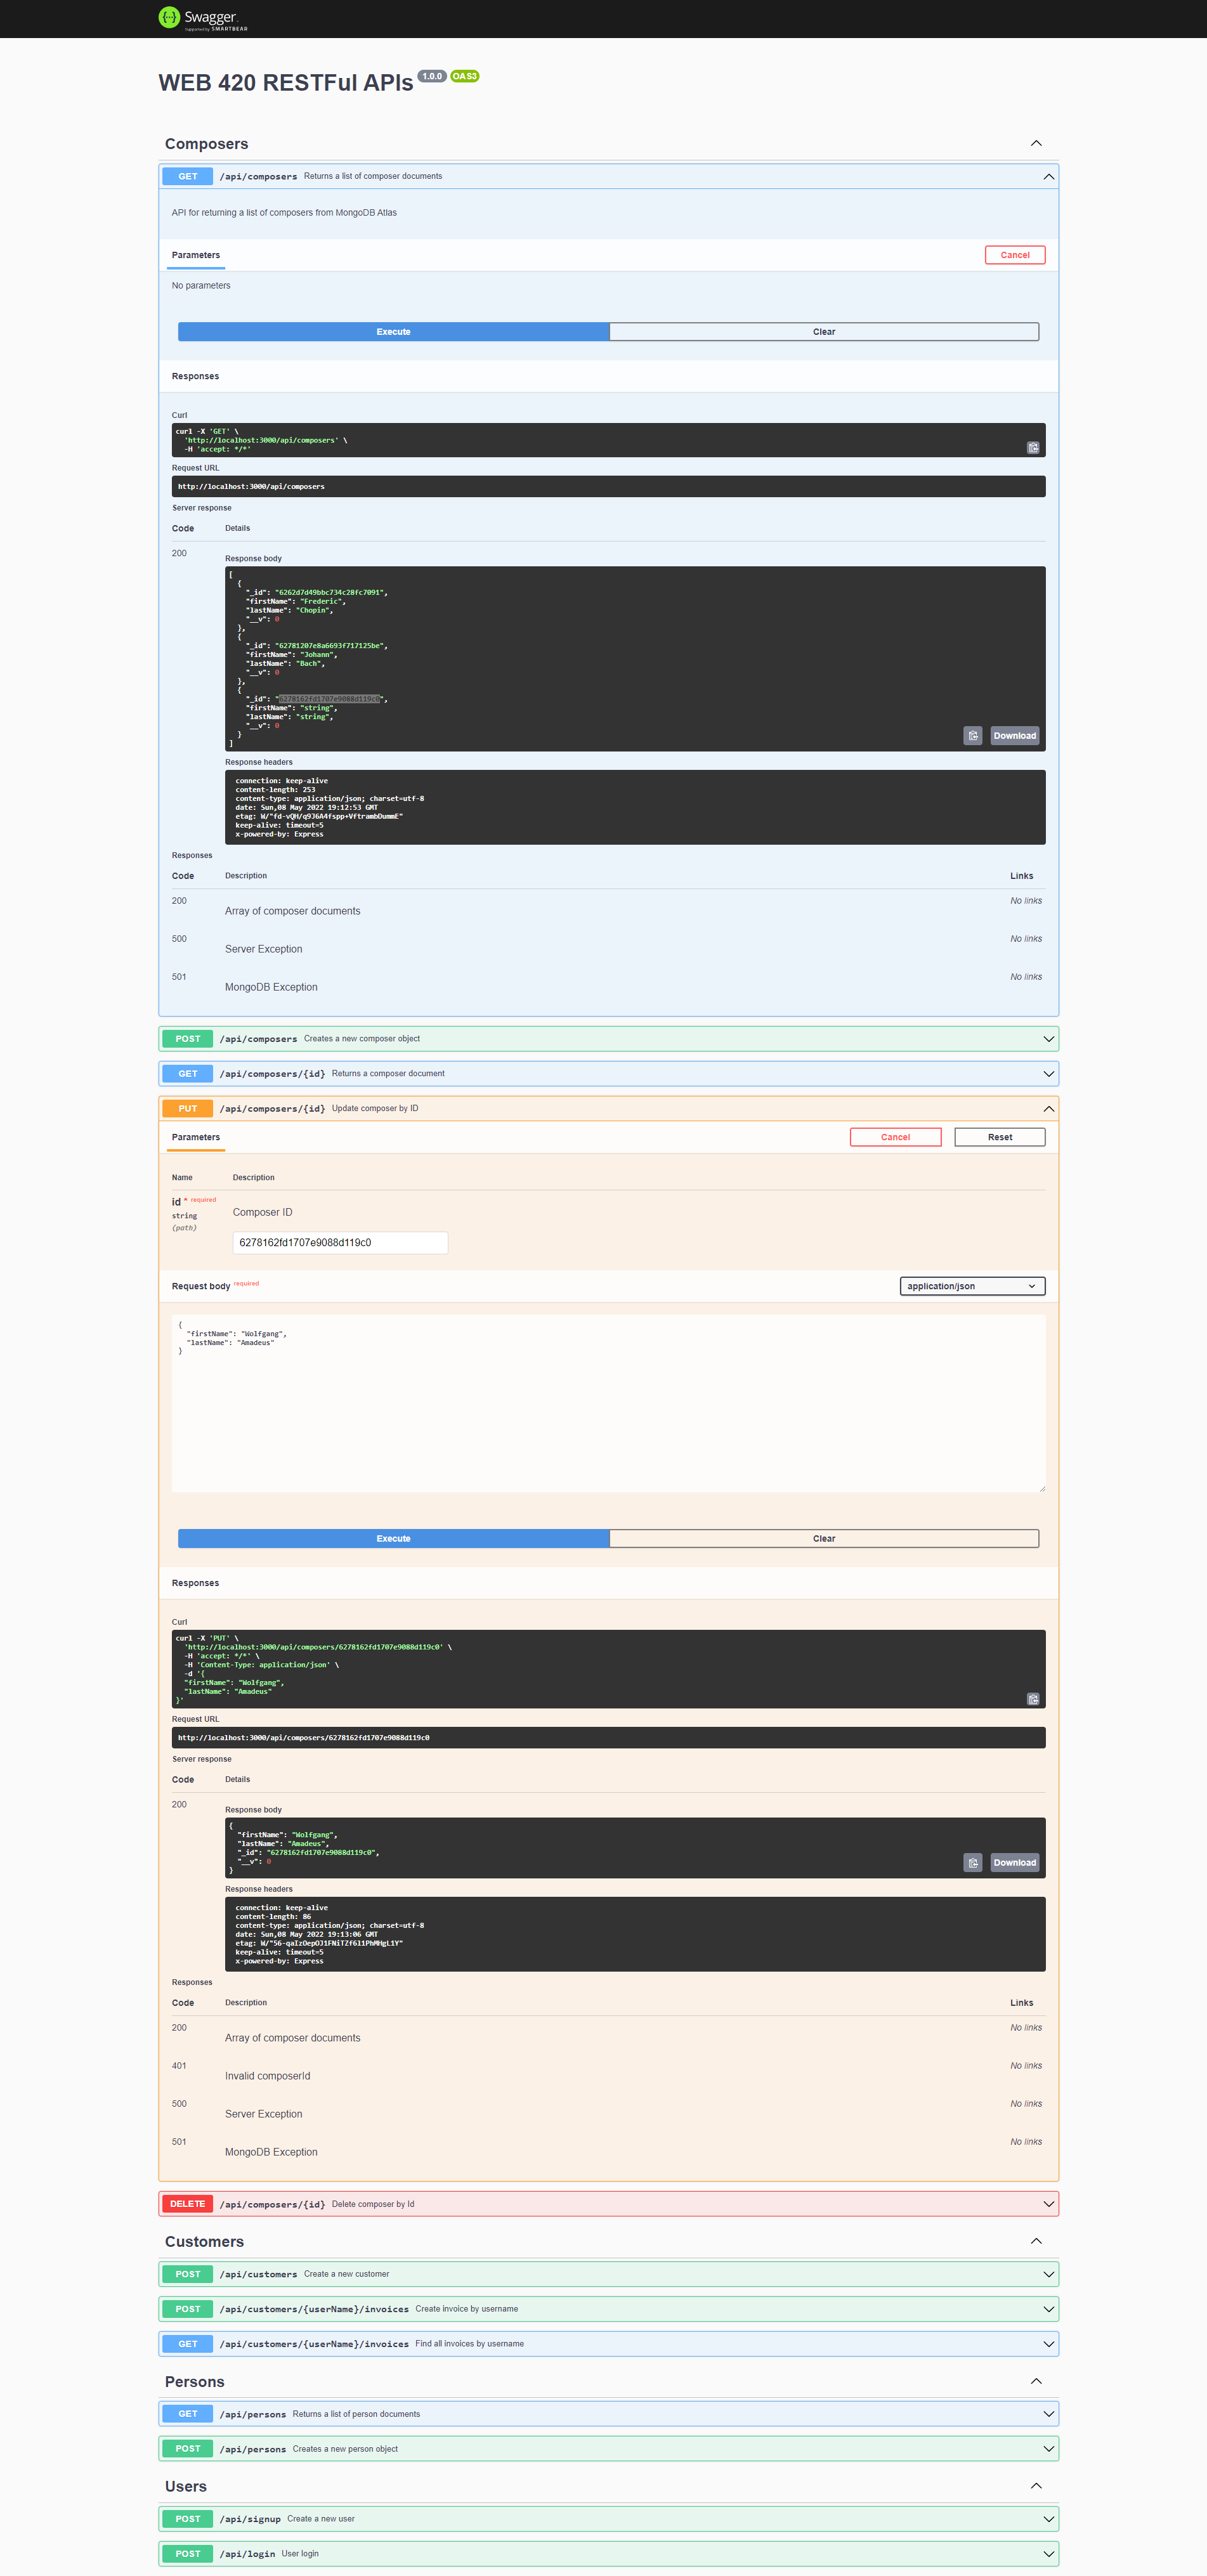 Swagger.
Supported by SMARTBEAR
WEB 420 RESTFul APIs 1.0.0 OAS3
Composers
GET /api/composers Returns a list of composer documents
API for returning a list of composers from MongoDB Atlas
Parameters Cancel
No parameters
Execute Clear
Responses
Curl
curl -X 'GET' \
'http://localhost:3000/api/composers' \
-H 'accept: */*'
Request URL
http://localhost:3000/api/composers
Server response
Code Details
200
Response body
[
{
"_id": "6262d7d49bbc734c28fc7091",
"firstName": "Frederic",
"lastName": "Chopin",
"__v": 0
},
{
"_id": "62781207e8a6693f717125be",
"firstName": "Johann",
"lastName": "Bach",
"__v": 0
},
{
"_id": "6278162fd1707e9088d119c0",
"firstName": "string",
"lastName": "string",
"__v": 0
}
]
Download
Response headers
connection: keep-alive
content-length: 253
content-type: application/json; charset=utf-8
date: Sun,08 May 2022 19:12:53 GMT
etag: W/"fd-vQH/q9J6A4fspp+VftrambDummE"
keep-alive: timeout=5
x-powered-by: Express
Responses
Code Description Links
200 Array of composer documents No links
500 Server Exception No links
501 MongoDB Exception No links
POST /api/composers Creates a new composer object
GET /api/composers/{id} Returns a composer document
PUT /api/composers/{id} Update composer by ID
Parameters Cancel Reset
Name Description
id * required
string
(path)
Composer ID
6278162fd1707e9088d119c0
Request body required application/json
{
"firstName": "Wolfgang",
"lastName": "Amadeus"
}
Execute Clear
Responses
Curl
curl -X 'PUT' \
'http://localhost:3000/api/composers/6278162fd1707e9088d119c0' \
-H 'accept: */*' \
-H 'Content-Type: application/json' \
-d '{
"firstName": "Wolfgang",
"lastName": "Amadeus"
}'
Request URL
http://localhost:3000/api/composers/6278162fd1707e9088d119c0
Server response
Code Details
200
Response body
{
"firstName": "Wolfgang",
"lastName": "Amadeus",
"_id": "6278162fd1707e9088d119c0",
"__v": 0
}
Download
Response headers
connection: keep-alive
content-length: 86
content-type: application/json; charset=utf-8
date: Sun,08 May 2022 19:13:06 GMT
etag: W/"56-qaIzOepOJ1FNiTZf6l1PhMHgL1Y"
keep-alive: timeout=5
x-powered-by: Express
Responses
Code Description Links
200 Array of composer documents No links
401 Invalid composerId No links
500 Server Exception No links
501 MongoDB Exception No links
DELETE /api/composers/{id} Delete composer by Id
Customers
POST /api/customers Create a new customer
POST /api/customers/{userName}/invoices Create invoice by username
GET /api/customers/{userName}/invoices Find all invoices by username
Persons
GET /api/persons Returns a list of person documents
POST /api/persons Creates a new person object
Users
POST /api/signup Create a new user
POST /api/login User login